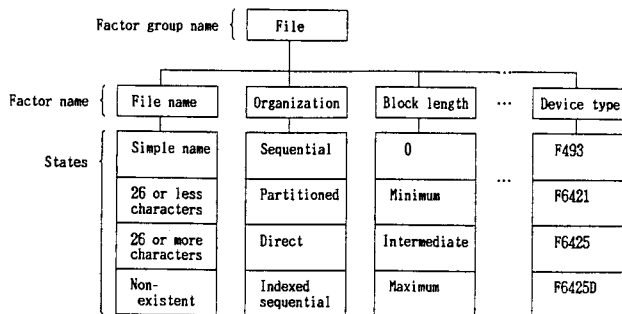 Factor group name { File
Factor name { File name Organization Block length ... Device type
States { Simple name Sequential 0 F493
26 or less characters Partitioned Minimum ... F6421
26 or more characters Direct Intermediate F6425
Non-existent Indexed sequential Maximum F6425D